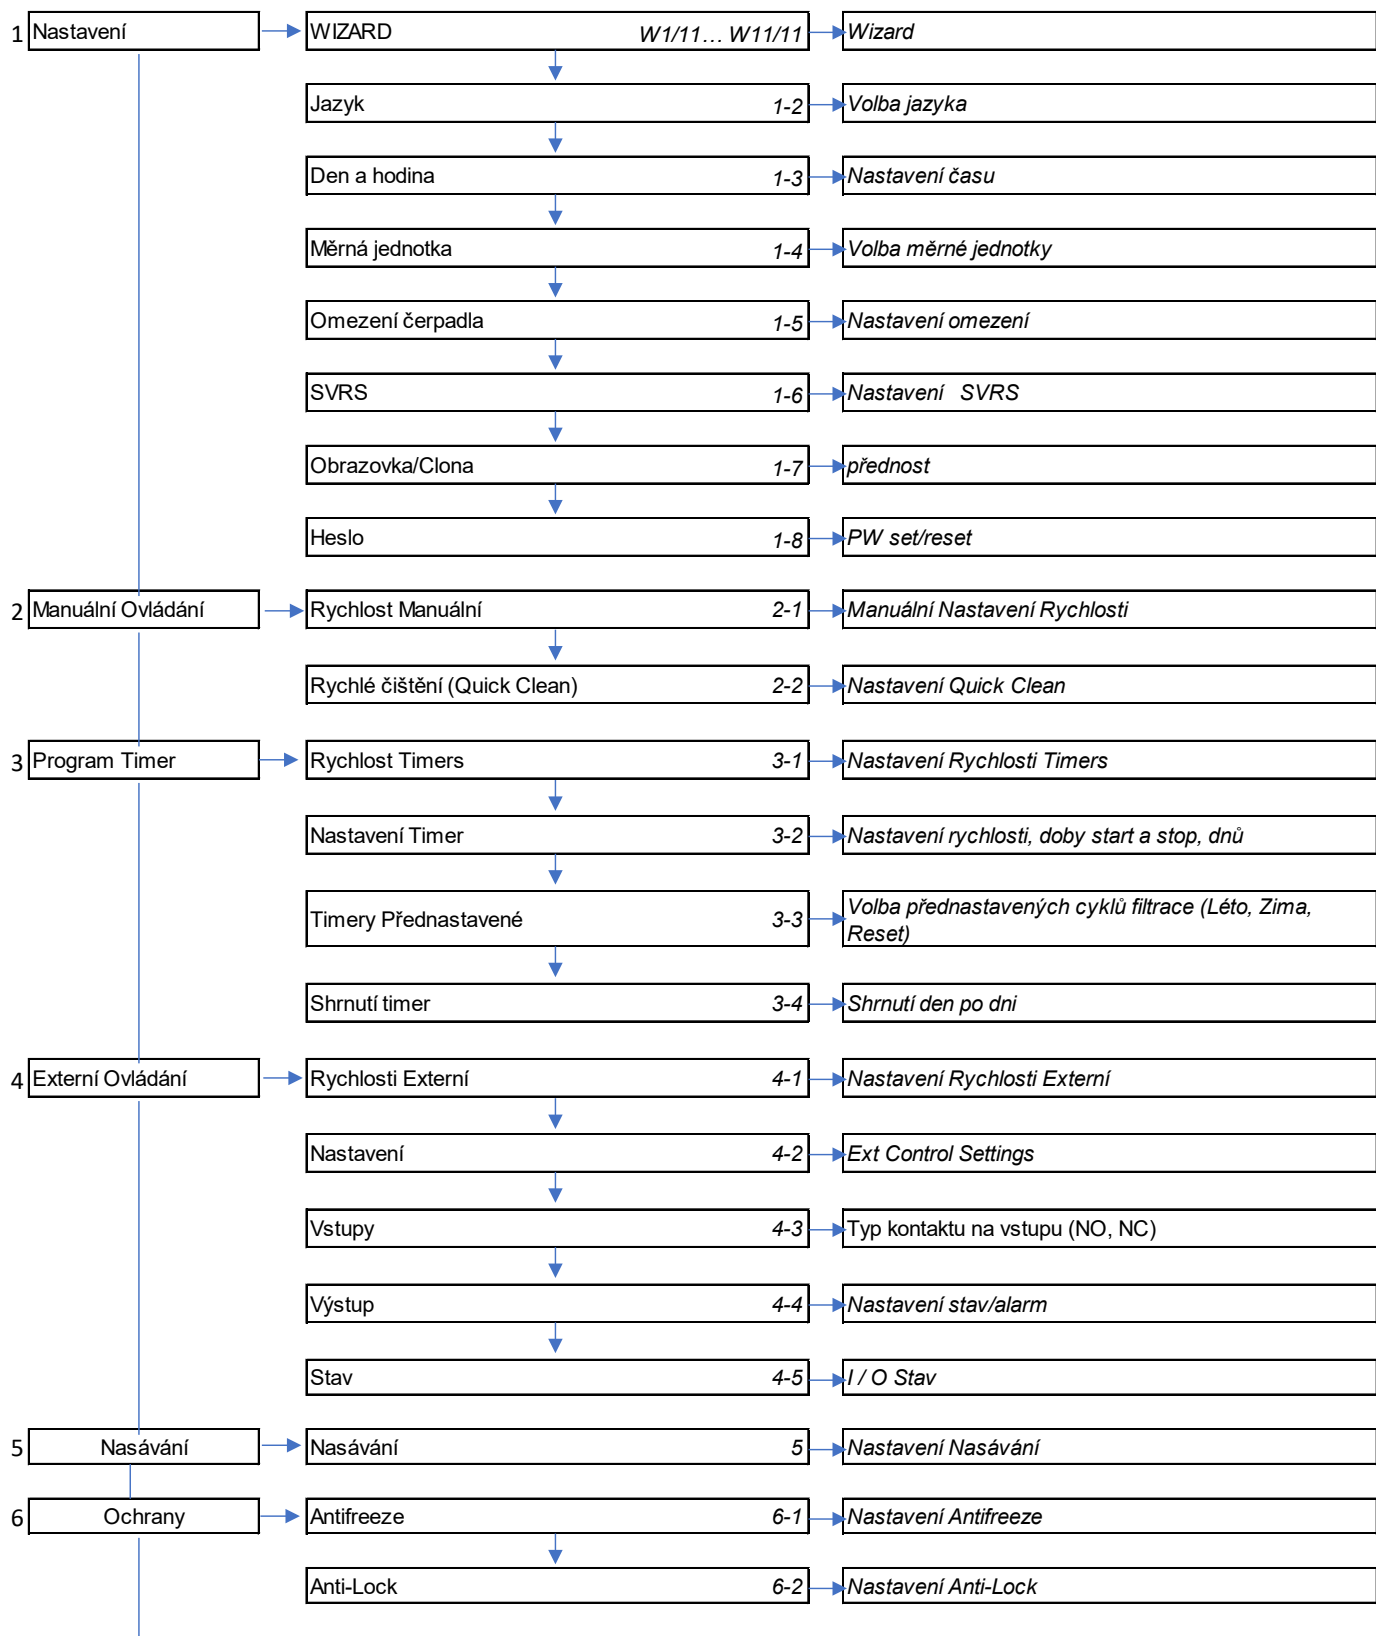 1 Nastavení WIZARD W1/11… W11/11 Wizard
Jazyk 1-2 Volba jazyka
Den a hodina 1-3 Nastavení času
Měrná jednotka 1-4 Volba měrné jednotky
Omezení čerpadla 1-5 Nastavení omezení
SVRS 1-6 Nastavení SVRS
Obrazovka/Clona 1-7 přednost
Heslo 1-8 PW set/reset
2 Manuální Ovládání Rychlost Manuální 2-1 Manuální Nastavení Rychlosti
Rychlé čištění (Quick Clean) 2-2 Nastavení Quick Clean
3 Program Timer Rychlost Timers 3-1 Nastavení Rychlosti Timers
Nastavení Timer 3-2 Nastavení rychlosti, doby start a stop, dnů
Timery Přednastavené 3-3 Volba přednastavených cyklů filtrace (Léto, Zima,
Reset)
Shrnutí timer 3-4 Shrnutí den po dni
4 Externí Ovládání Rychlosti Externí 4-1 Nastavení Rychlosti Externí
Nastavení 4-2 Ext Control Settings
Vstupy 4-3 Typ kontaktu na vstupu (NO, NC)
Výstup 4-4 Nastavení stav/alarm
Stav 4-5 I / O Stav
5 Nasávání Nasávání 5 Nastavení Nasávání
6 Ochrany Antifreeze 6-1 Nastavení Antifreeze
Anti-Lock 6-2 Nastavení Anti-Lock